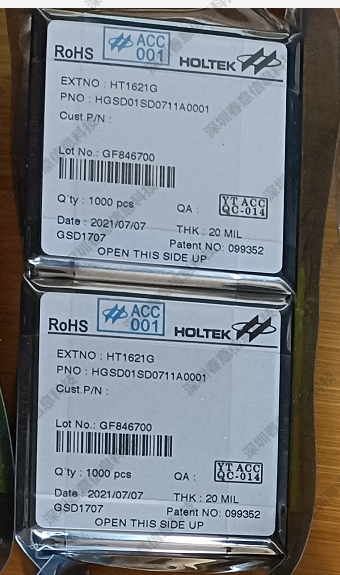 RoHS ACC 001 HOLTEK
EXTNO : HT1621G
PNO : HGSD01SD0711A0001
Cust.P/N :
Lot No.: GF846700
Q'ty : 1000 pcs QA : YT ACC QC-014
Date : 2021/07/07 THK : 20 MIL
GSD1707 Patent NO: 099352
OPEN THIS SIDE UP
RoHS ACC 001 HOLTEK
EXTNO : HT1621G
PNO : HGSD01SD0711A0001
Cust.P/N :
Lot No.: GF846700
Q'ty : 1000 pcs QA : YT ACC QC-014
Date : 2021/07/07 THK : 20 MIL
GSD1707 Patent NO: 099352
OPEN THIS SIDE UP